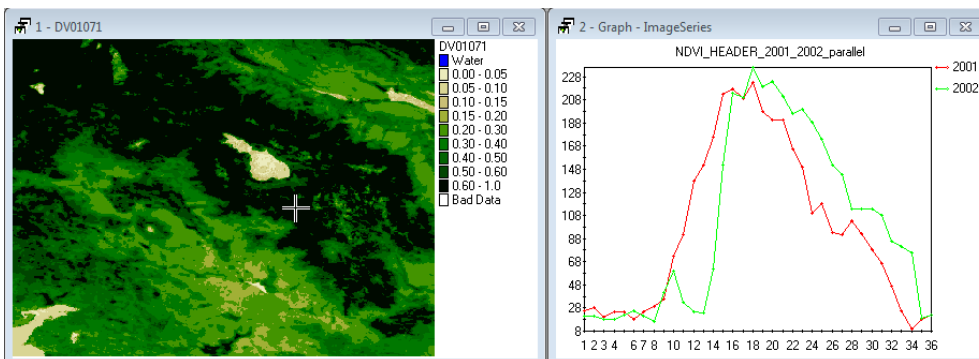 1 - DV01071
DV01071
Water
0.00 - 0.05
0.05 - 0.10
0.10 - 0.15
0.15 - 0.20
0.20 - 0.30
0.30 - 0.40
0.40 - 0.50
0.50 - 0.60
0.60 - 1.0
Bad Data
2 - Graph - ImageSeries
NDVI_HEADER_2001_2002_parallel
2001
2002
228
208
188
168
148
128
108
88
68
48
28
8
1 2 3 4 6 7 8 10 12 14 16 18 20 22 24 26 28 30 32 34 36